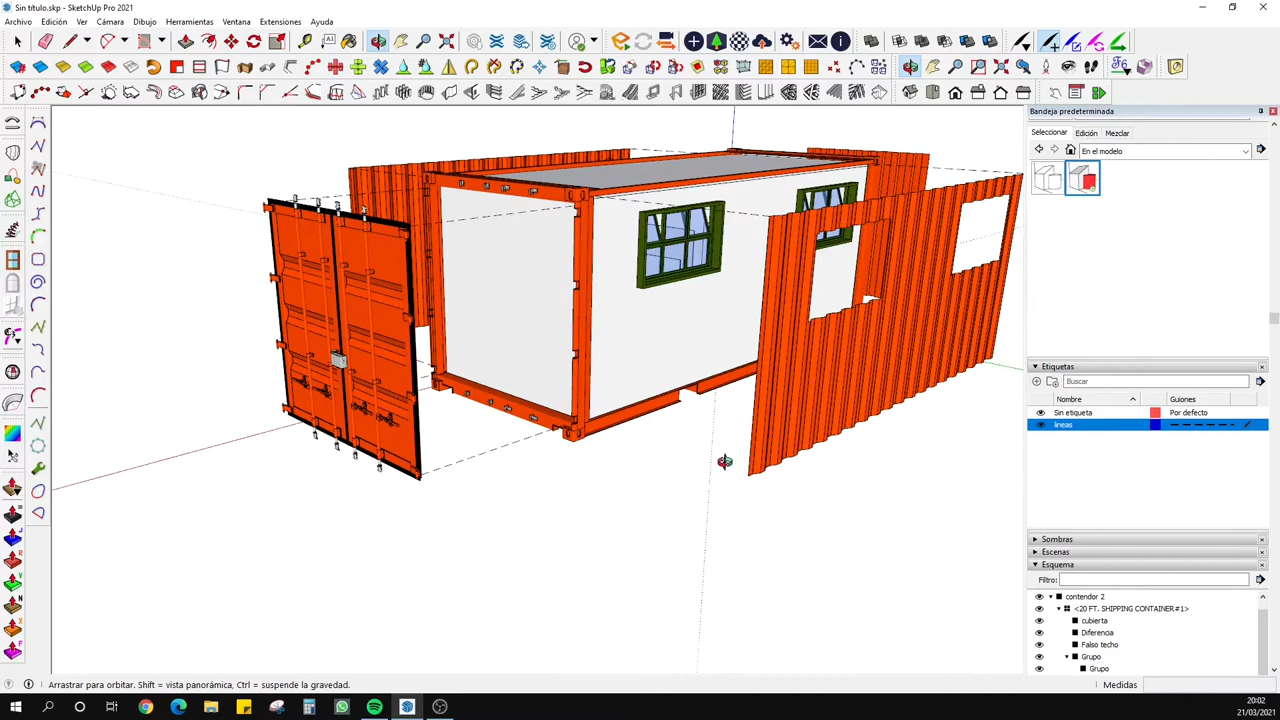 Sin título.skp - SketchUp Pro 2021
Archivo Edición Ver Cámara Dibujo Herramientas Ventana Extensiones Ayuda
Bandeja predeterminada
Seleccionar Edición Mezclar
En el modelo
Etiquetas
Buscar
Nombre Guiones
Sin etiqueta Por defecto
lineas
Sombras
Escenas
Esquema
Filtro:
contendor 2
<20 FT. SHIPPING CONTAINER#1>
cubierta
Diferencia
Falso techo
Grupo
Grupo
Arrastrar para orbitar. Shift = vista panorámica, Ctrl = suspende la gravedad.
Medidas
20:02
21/03/2021